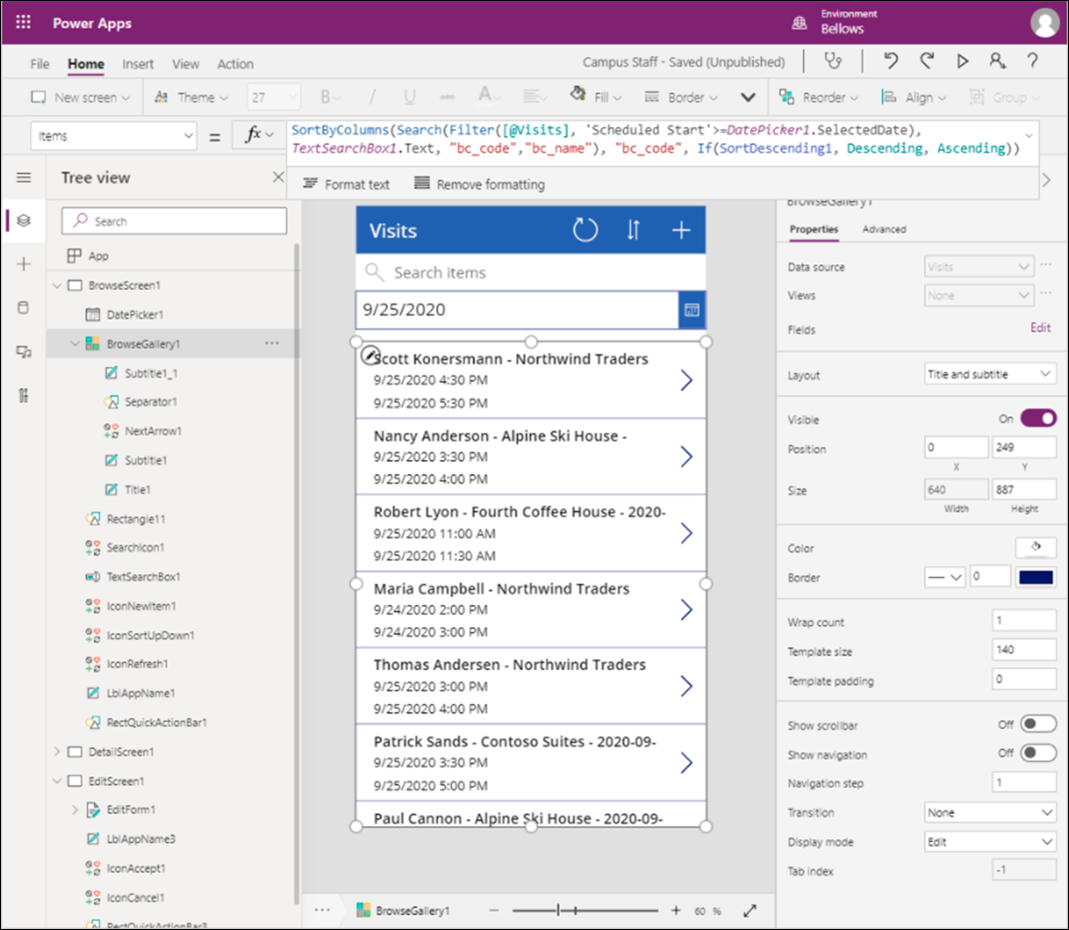 Power Apps
Environment
Bellows
File Home Insert View Action
Campus Staff - Saved (Unpublished)
New screen
Theme
27
B
/
U
abc
A
Fill
Border
Reorder
Align
Group
Items
=
fx
SortByColumns(Search(Filter([@Visits], 'Scheduled Start'>=DatePicker1.SelectedDate),
TextSearchBox1.Text, "bc_code","bc_name"), "bc_code", If(SortDescending1, Descending, Ascending))
Format text
Remove formatting
Tree view
Search
App
BrowseScreen1
DatePicker1
BrowseGallery1
Subtitle1_1
Separator1
NextArrow1
Subtitle1
Title1
Rectangle11
SearchIcon1
TextSearchBox1
IconNewItem1
IconSortUpDown1
IconRefresh1
LblAppName1
RectQuickActionBar1
DetailScreen1
EditScreen1
EditForm1
LblAppName3
IconAccept1
IconCancel1
RectQuickActionBar3
Visits
Search items
9/25/2020
Scott Konersmann - Northwind Traders
9/25/2020 4:30 PM
9/25/2020 5:30 PM
Nancy Anderson - Alpine Ski House -
9/25/2020 3:30 PM
9/25/2020 4:00 PM
Robert Lyon - Fourth Coffee House - 2020-
9/25/2020 11:00 AM
9/25/2020 11:30 AM
Maria Campbell - Northwind Traders
9/24/2020 2:00 PM
9/24/2020 3:00 PM
Thomas Andersen - Northwind Traders
9/25/2020 3:00 PM
9/25/2020 4:00 PM
Patrick Sands - Contoso Suites - 2020-09-
9/25/2020 3:30 PM
9/25/2020 5:00 PM
Paul Cannon - Alpine Ski House - 2020-09-
BrowseGallery1
60 %
BrowseGallery1
Properties Advanced
Data source Visits
Views None
Fields Edit
Layout Title and subtitle
Visible On
Position 0 249
X Y
Size 640 887
Width Height
Color
Border 0
Wrap count 1
Template size 140
Template padding 0
Show scrollbar Off
Show navigation Off
Navigation step 1
Transition None
Display mode Edit
Tab index -1